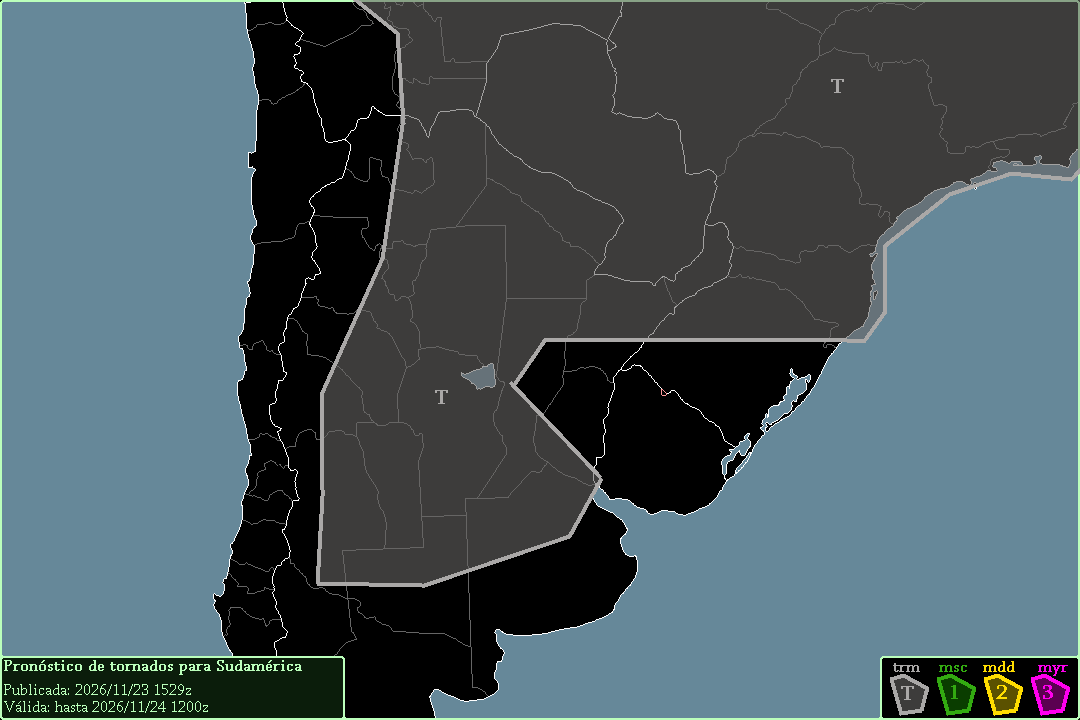 T
T
Pronóstico de tornados para Sudamérica
Publicada: 2026/11/23 1529z
Válida: hasta 2026/11/24 1200z
trm msc mdd myr
T 1 2 3